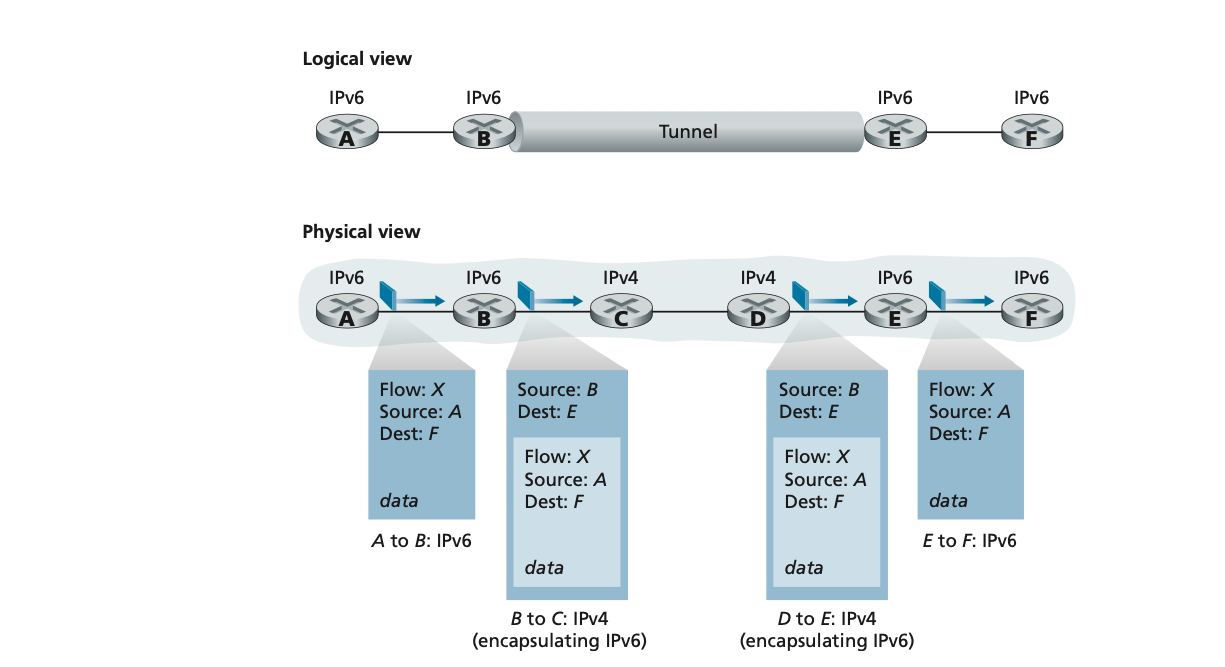 Logical view
IPv6 IPv6 IPv6 IPv6
A B Tunnel E F
Physical view
IPv6 IPv6 IPv4 IPv4 IPv6 IPv6
A B C D E F
Flow: X
Source: A
Dest: F
data
A to B: IPv6
Source: B
Dest: E
Flow: X
Source: A
Dest: F
data
B to C: IPv4
(encapsulating IPv6)
Source: B
Dest: E
Flow: X
Source: A
Dest: F
data
D to E: IPv4
(encapsulating IPv6)
Flow: X
Source: A
Dest: F
data
E to F: IPv6